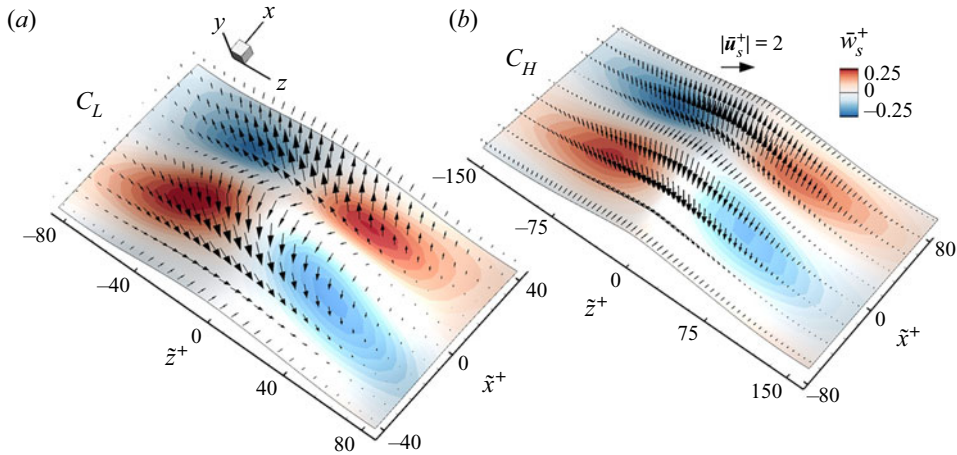 (a)
y
x
z
C_L
–80
–40
0
40
80
z̃⁺
–40
0
40
x̃⁺
(b)
|ū_s⁺| = 2
w̄_s⁺
0.25
0
–0.25
C_H
–150
–75
0
75
150
z̃⁺
–80
0
80
x̃⁺